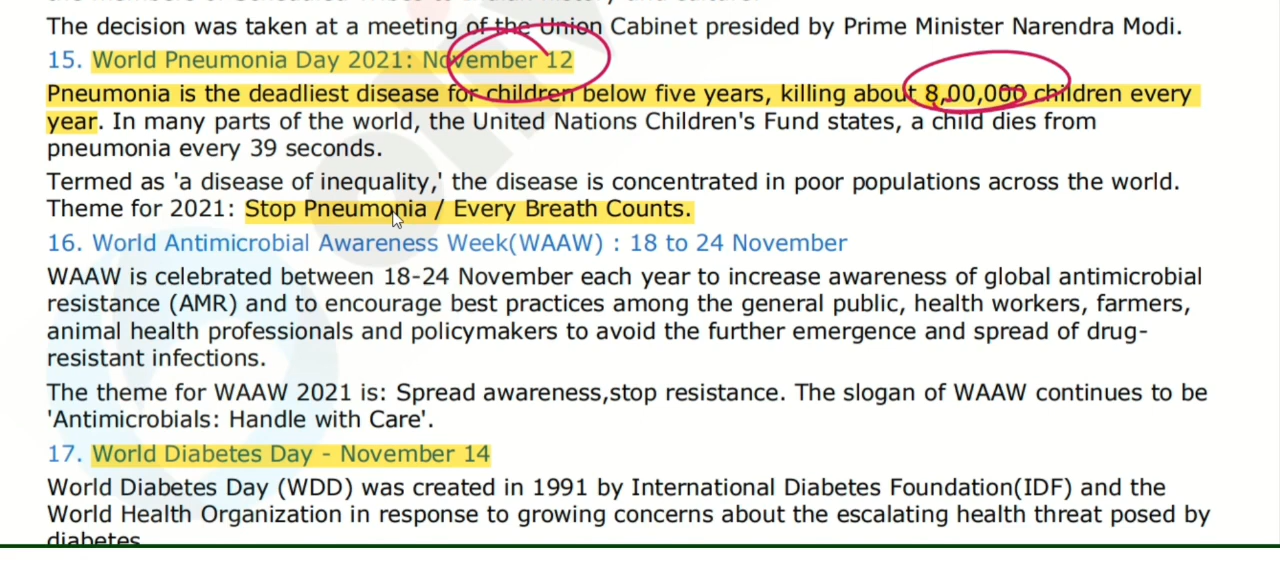 The decision was taken at a meeting of the Union Cabinet presided by Prime Minister Narendra Modi.
15. World Pneumonia Day 2021: November 12
Pneumonia is the deadliest disease for children below five years, killing about 8,00,000 children every
year. In many parts of the world, the United Nations Children's Fund states, a child dies from
pneumonia every 39 seconds.
Termed as 'a disease of inequality,' the disease is concentrated in poor populations across the world.
Theme for 2021: Stop Pneumonia / Every Breath Counts.
16. World Antimicrobial Awareness Week(WAAW) : 18 to 24 November
WAAW is celebrated between 18-24 November each year to increase awareness of global antimicrobial
resistance (AMR) and to encourage best practices among the general public, health workers, farmers,
animal health professionals and policymakers to avoid the further emergence and spread of drug-
resistant infections.
The theme for WAAW 2021 is: Spread awareness,stop resistance. The slogan of WAAW continues to be
'Antimicrobials: Handle with Care'.
17. World Diabetes Day - November 14
World Diabetes Day (WDD) was created in 1991 by International Diabetes Foundation(IDF) and the
World Health Organization in response to growing concerns about the escalating health threat posed by
diabetes